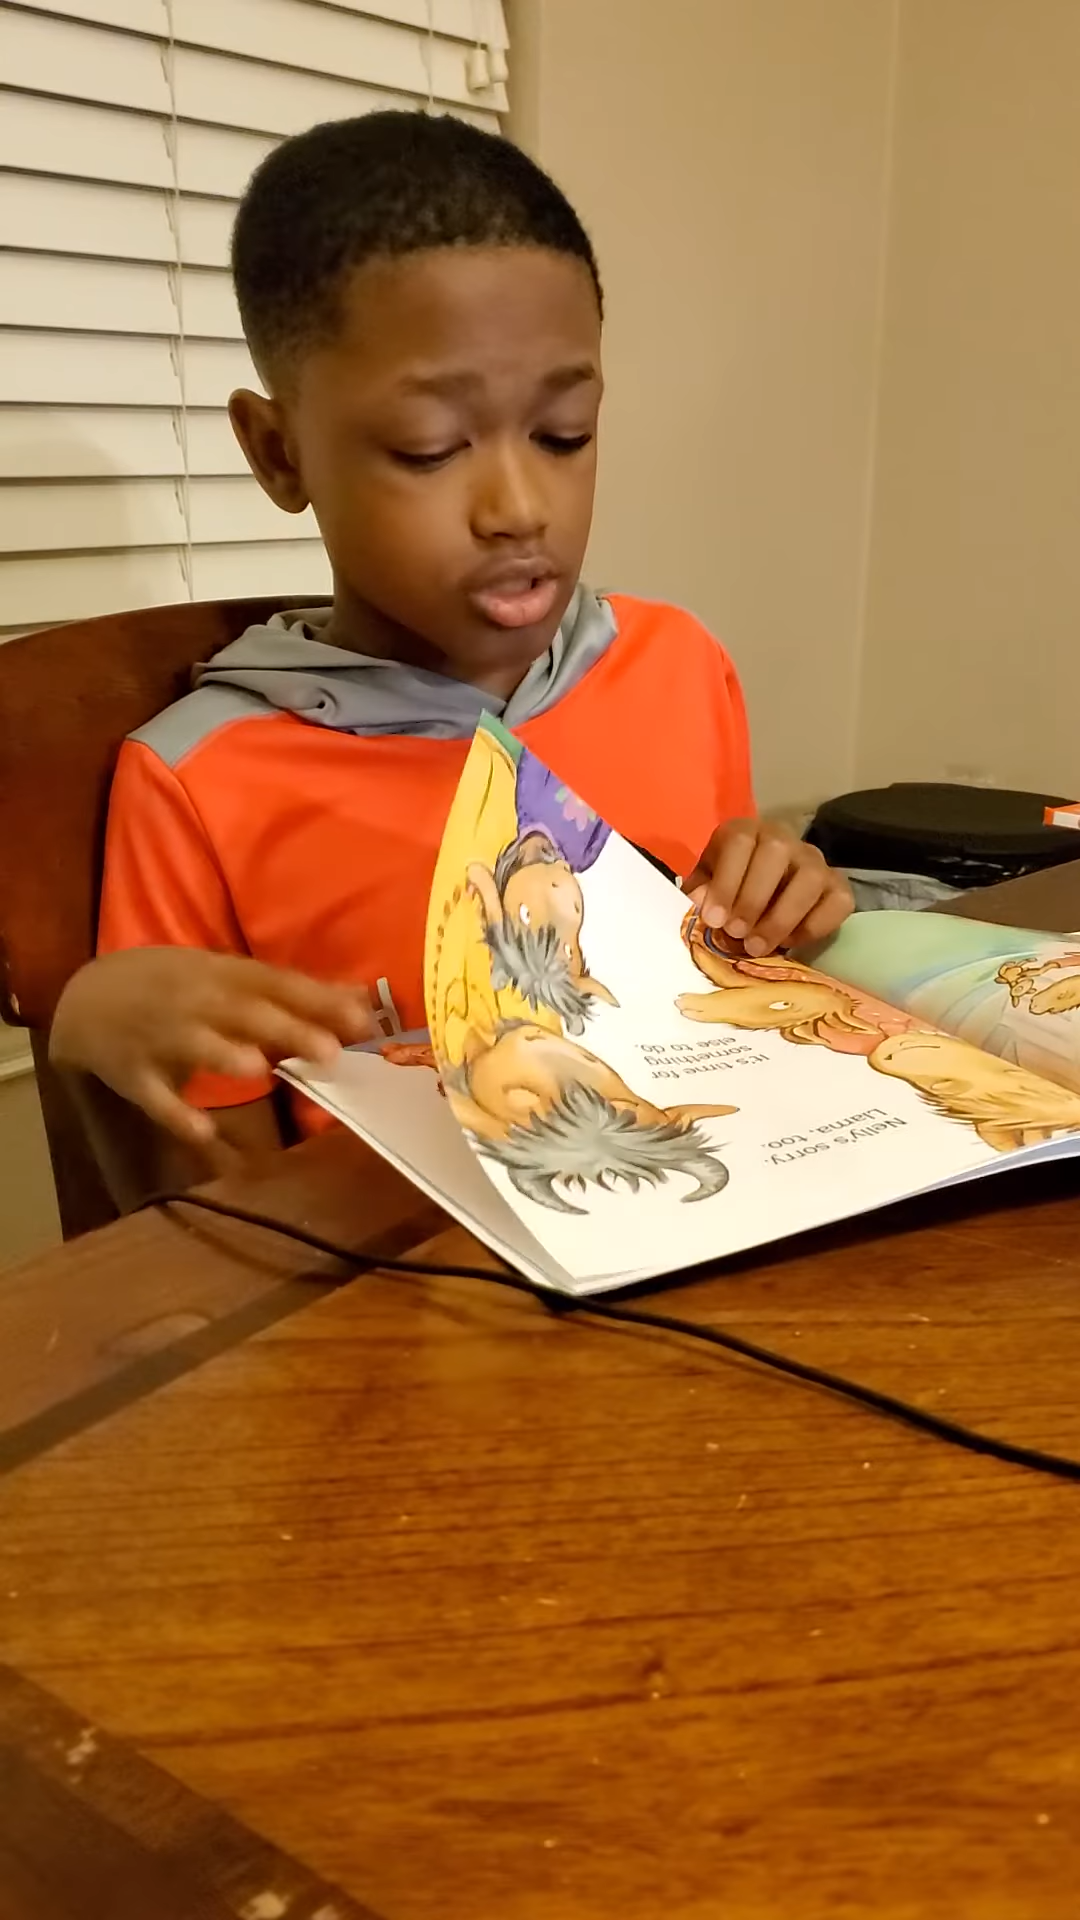 Nelly's sorry.
Llama, too.
It's time for
something
else to do.